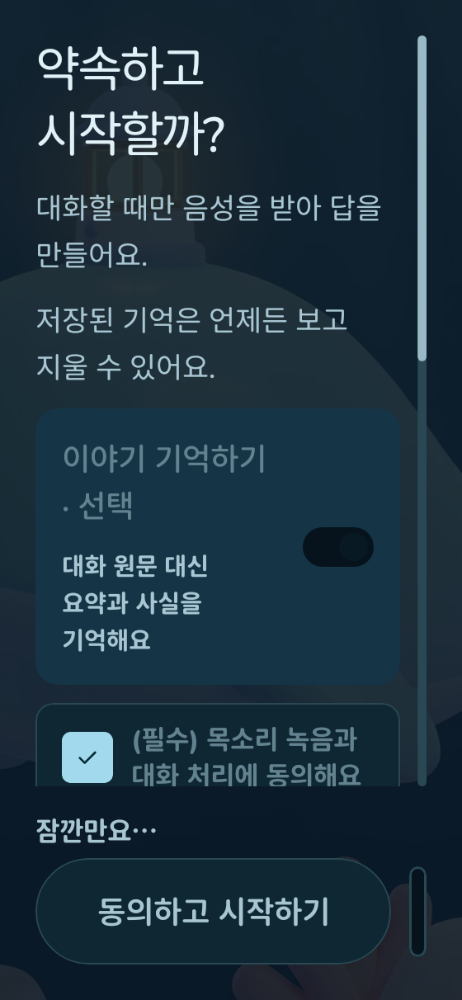 약속하고
시작할까?
대화할 때만 음성을 받아 답을
만들어요.
저장된 기억은 언제든 보고
지울 수 있어요.
이야기 기억하기
· 선택
대화 원문 대신
요약과 사실을
기억해요
(필수) 목소리 녹음과
대화 처리에 동의해요
잠깐만요…
동의하고 시작하기